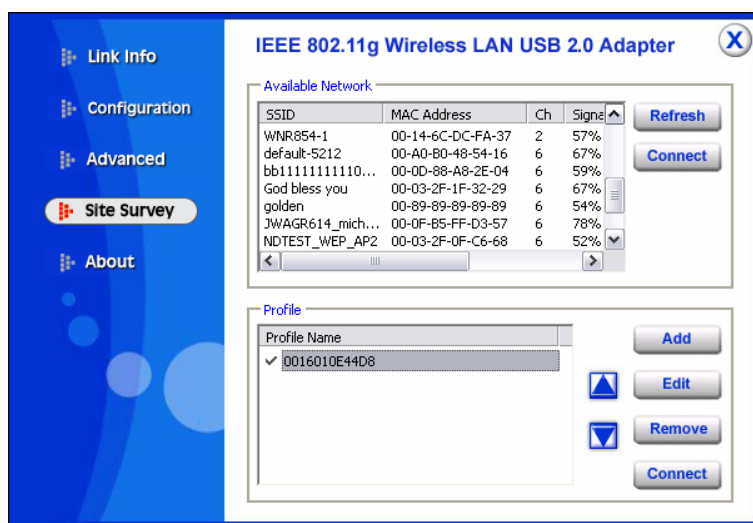 Link Info
Configuration
Advanced
Site Survey
About
IEEE 802.11g Wireless LAN USB 2.0 Adapter
X
Available Network
SSID MAC Address Ch Signa
WNR854-1 00-14-6C-DC-FA-37 2 57%
default-5212 00-A0-B0-48-54-16 6 67%
bb11111111110... 00-0D-88-A8-2E-04 6 59%
God bless you 00-03-2F-1F-32-29 6 67%
golden 00-89-89-89-89-89 6 54%
JWAGR614_mich... 00-0F-B5-FF-D3-57 6 78%
NDTEST_WEP_AP2 00-03-2F-0F-C6-68 6 52%
Refresh
Connect
Profile
Profile Name
0016010E44D8
Add
Edit
Remove
Connect